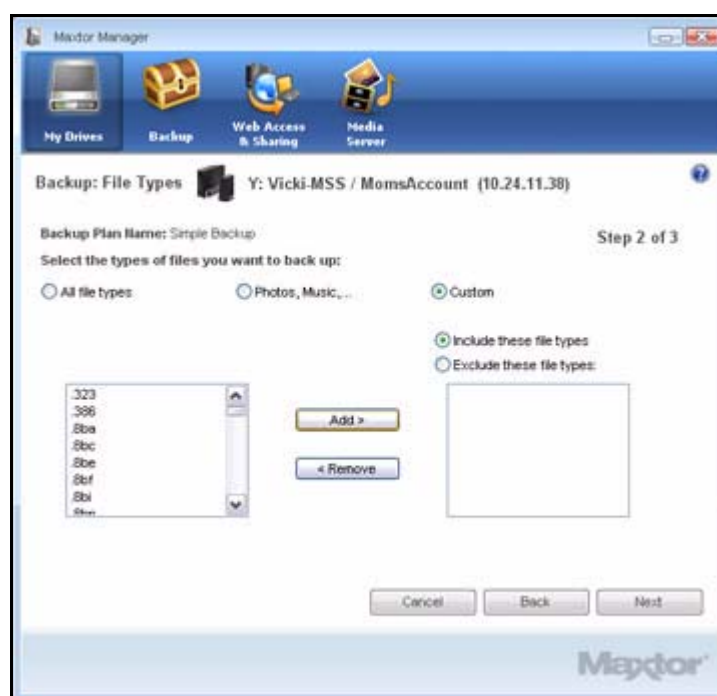 Maxtor Manager
My Drives
Backup
Web Access & Sharing
Media Server
Backup: File Types
Y: Vicki-MSS / MomsAccount (10.24.11.38)
Backup Plan Name: Simple Backup
Step 2 of 3
Select the types of files you want to back up:
All file types
Photos, Music,...
Custom
Include these file types
Exclude these file types:
.323
.386
.8ba
.8bc
.8be
.8bf
.8bi
Add >
< Remove
Cancel
Back
Next
Maxtor